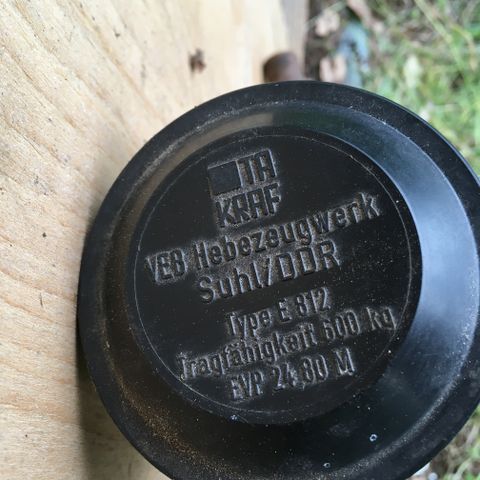 TA
KRAF
VEB Hebezeugwerk
Suhl/DDR
Type E 812
Tragfähigkeit 600 kg
EVP 24,80 M